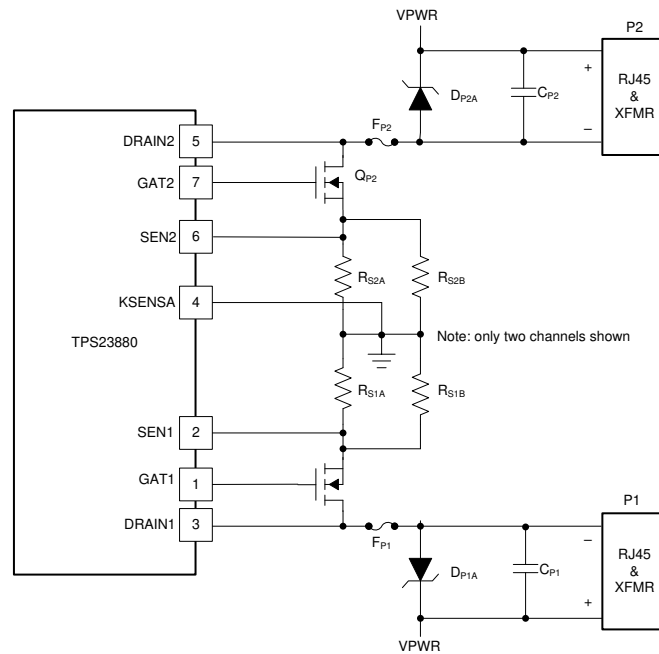 VPWR
P2
+
RJ45
&
XFMR
–
DP2A
CP2
FP2
DRAIN2 5
GAT2 7
QP2
SEN2 6
RS2A
RS2B
KSENSA 4
TPS23880
Note: only two channels shown
RS1A
RS1B
SEN1 2
GAT1 1
DRAIN1 3
FP1
P1
–
RJ45
&
XFMR
+
DP1A
CP1
VPWR